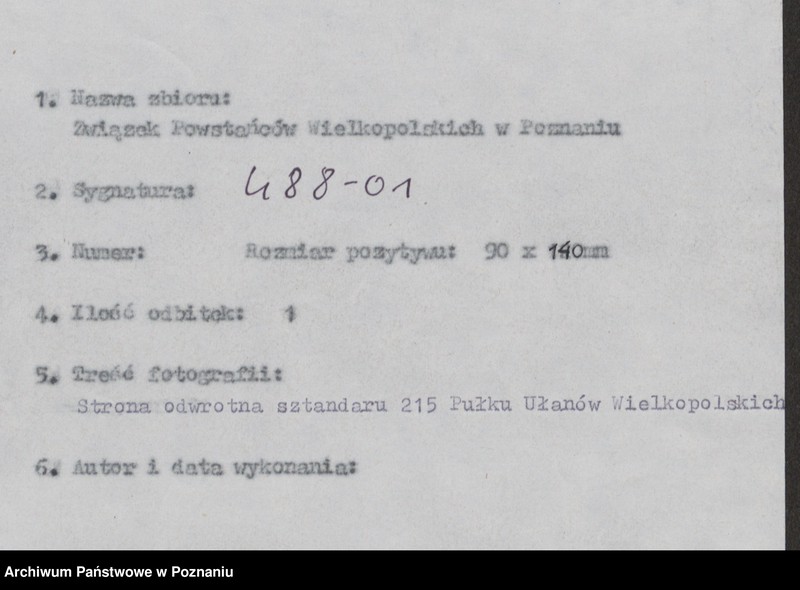 1. Nazwa zbioru:
Związek Powstańców Wielkopolskich w Poznaniu
2. Sygnatura: 488-01
3. Numer: Rozmiar pozytywu: 90 x 140mm
4. Ilość odbitek: 1
5. Treść fotografii:
Strona odwrotna sztandaru 215 Pułku Ułanów Wielkopolskich
6. Autor i data wykonania:
Archiwum Państwowe w Poznaniu